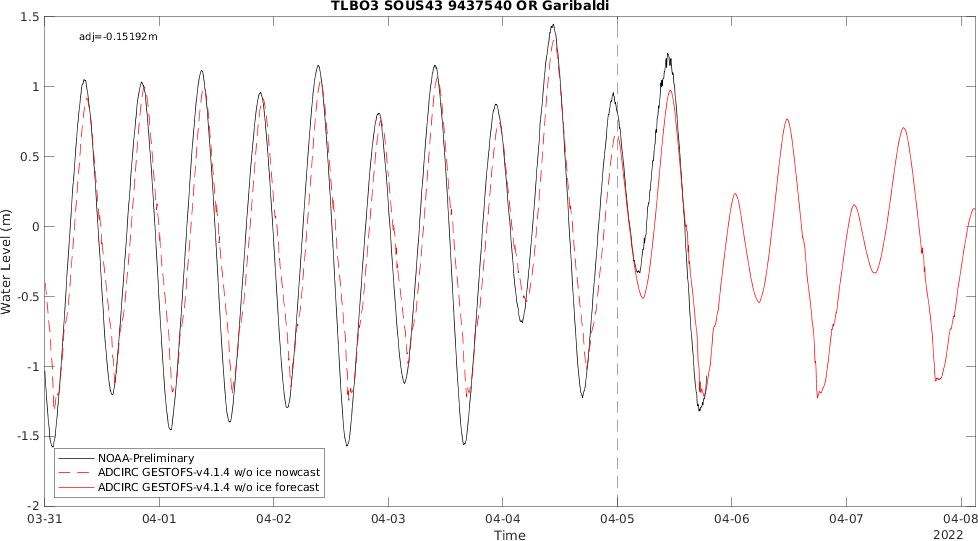 TLBO3 SOUS43 9437540 OR Garibaldi
adj=-0.15192m
1.5
1
0.5
0
-0.5
-1
-1.5
-2
Water Level (m)
NOAA-Preliminary
ADCIRC GESTOFS-v4.1.4 w/o ice nowcast
ADCIRC GESTOFS-v4.1.4 w/o ice forecast
03-31 04-01 04-02 04-03 04-04 04-05 04-06 04-07 04-08
Time
2022